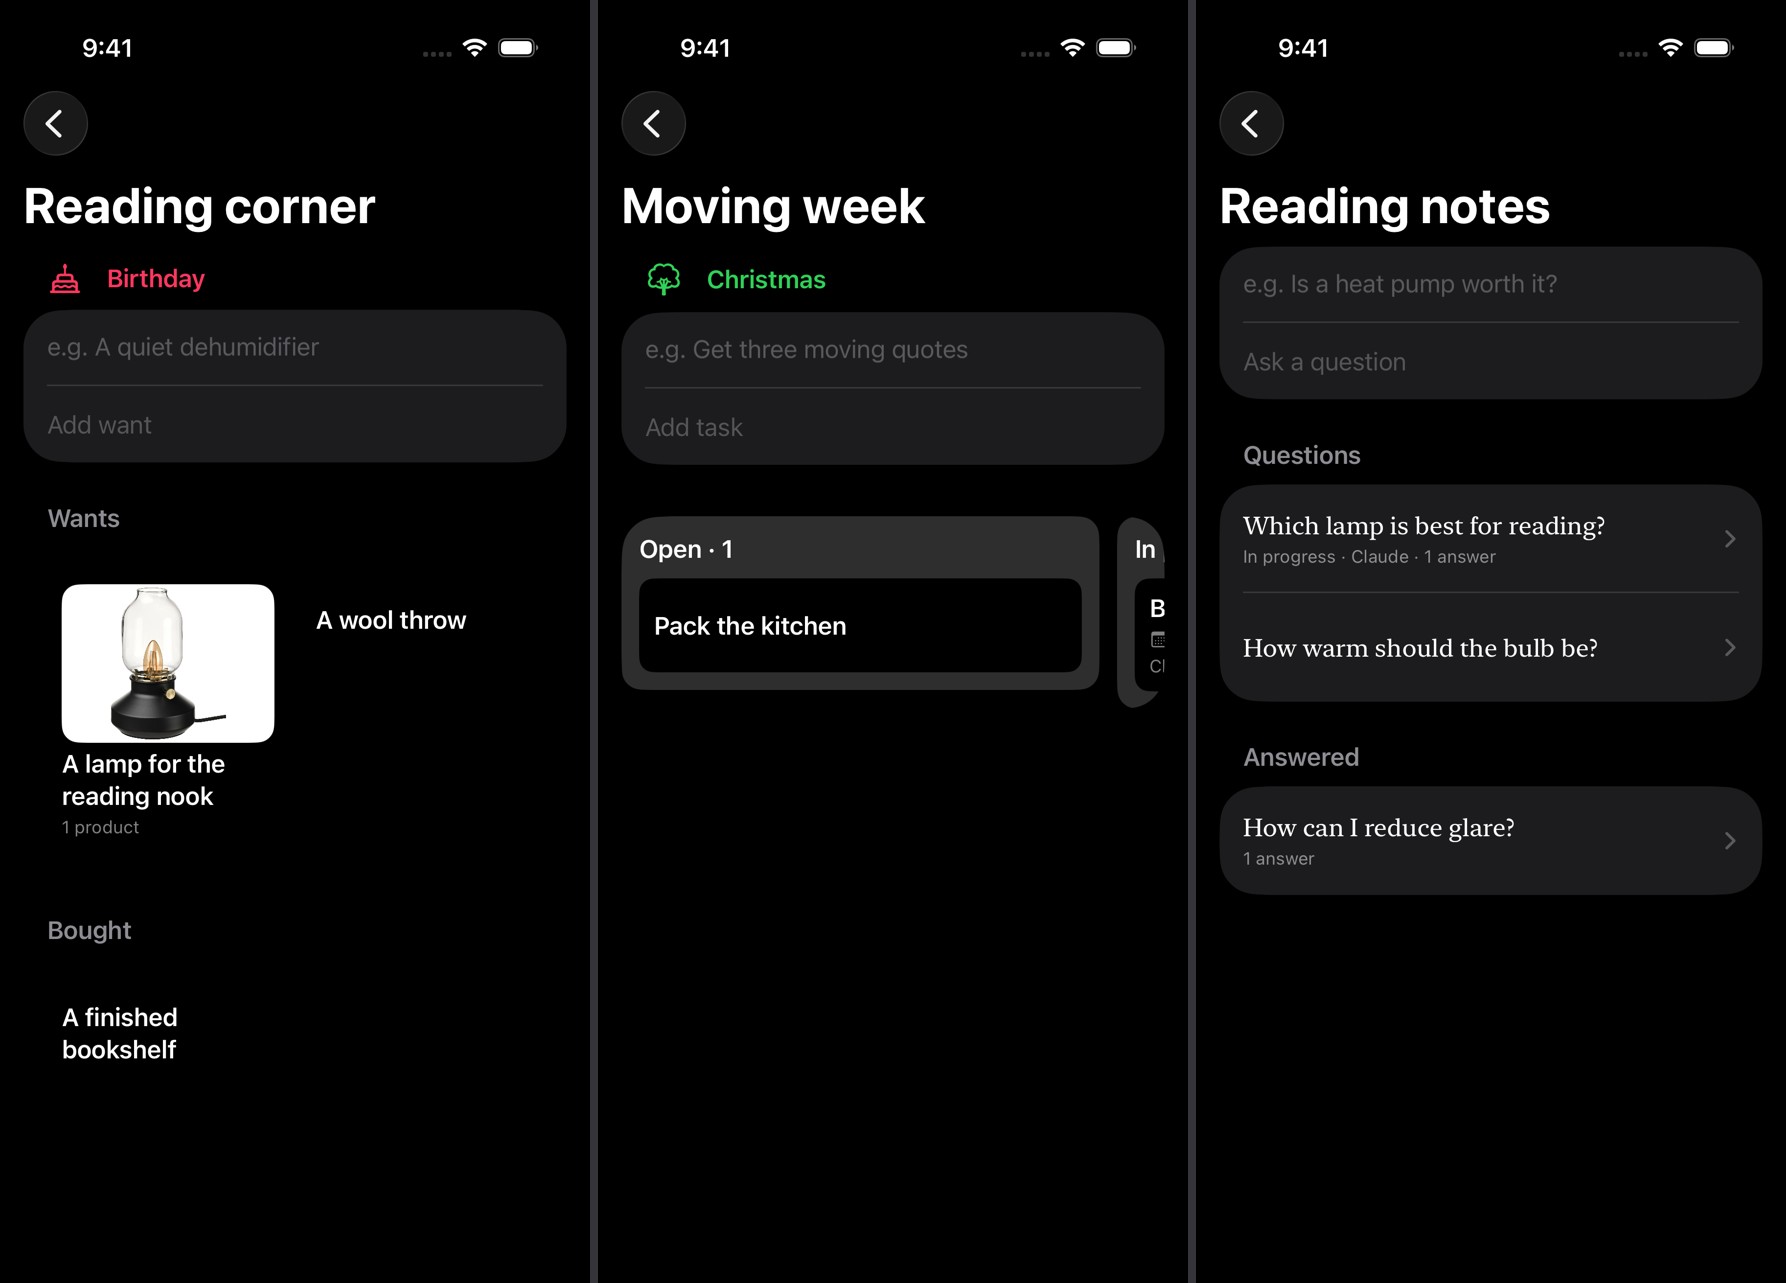 9:41
Reading corner
Birthday
e.g. A quiet dehumidifier
Add want
Wants
A wool throw
A lamp for the
reading nook
1 product
Bought
A finished
bookshelf
9:41
Moving week
Christmas
e.g. Get three moving quotes
Add task
Open · 1
Pack the kitchen
In
B
Cl
9:41
Reading notes
e.g. Is a heat pump worth it?
Ask a question
Questions
Which lamp is best for reading?
In progress · Claude · 1 answer
How warm should the bulb be?
Answered
How can I reduce glare?
1 answer